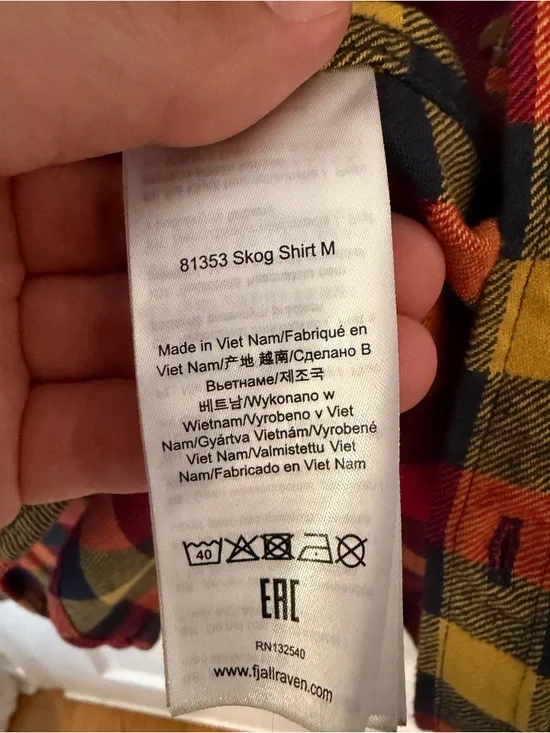 81353 Skog Shirt M
Made in Viet Nam/Fabriqué en
Viet Nam/产地 越南/Сделано В
Вьетнаме/제조국
베트남/Wykonano w
Wietnam/Vyrobeno v Viet
Nam/Gyártva Vietnám/Vyrobené
Viet Nam/Valmistettu Viet
Nam/Fabricado en Viet Nam
40
EAC
RN132540
www.fjallraven.com